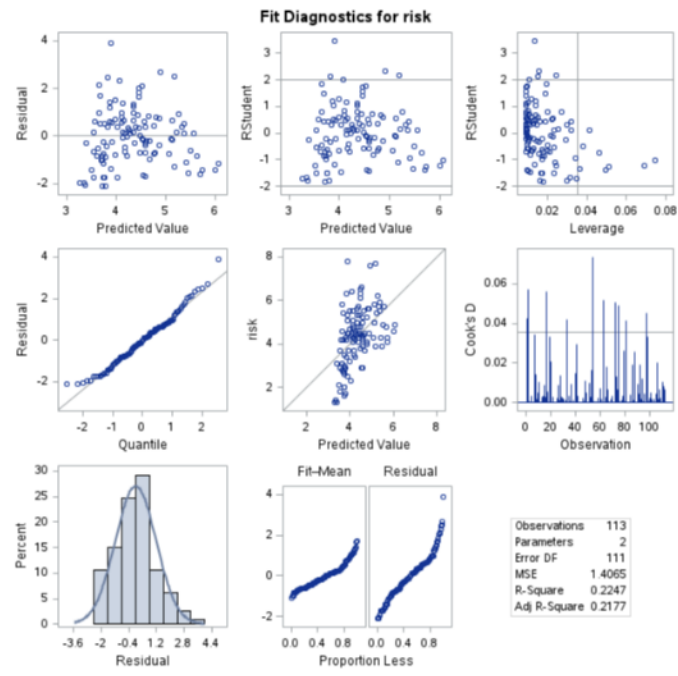 Fit Diagnostics for risk
Residual
4
2
0
-2
3 4 5 6
Predicted Value
RStudent
3
2
1
0
-1
-2
3 4 5 6
Predicted Value
RStudent
3
2
1
0
-1
-2
0.02 0.04 0.06 0.08
Leverage
Residual
4
2
0
-2
-2 -1 0 1 2
Quantile
risk
8
6
4
2
2 4 6 8
Predicted Value
Cook's D
0.06
0.04
0.02
0.00
0 20 40 60 80 100
Observation
Percent
30
25
20
15
10
5
0
-3.6 -2 -0.4 1.2 2.8 4.4
Residual
Fit–Mean Residual
4
2
0
-2
0.0 0.4 0.8 0.0 0.4 0.8
Proportion Less
Observations 113
Parameters 2
Error DF 111
MSE 1.4065
R-Square 0.2247
Adj R-Square 0.2177